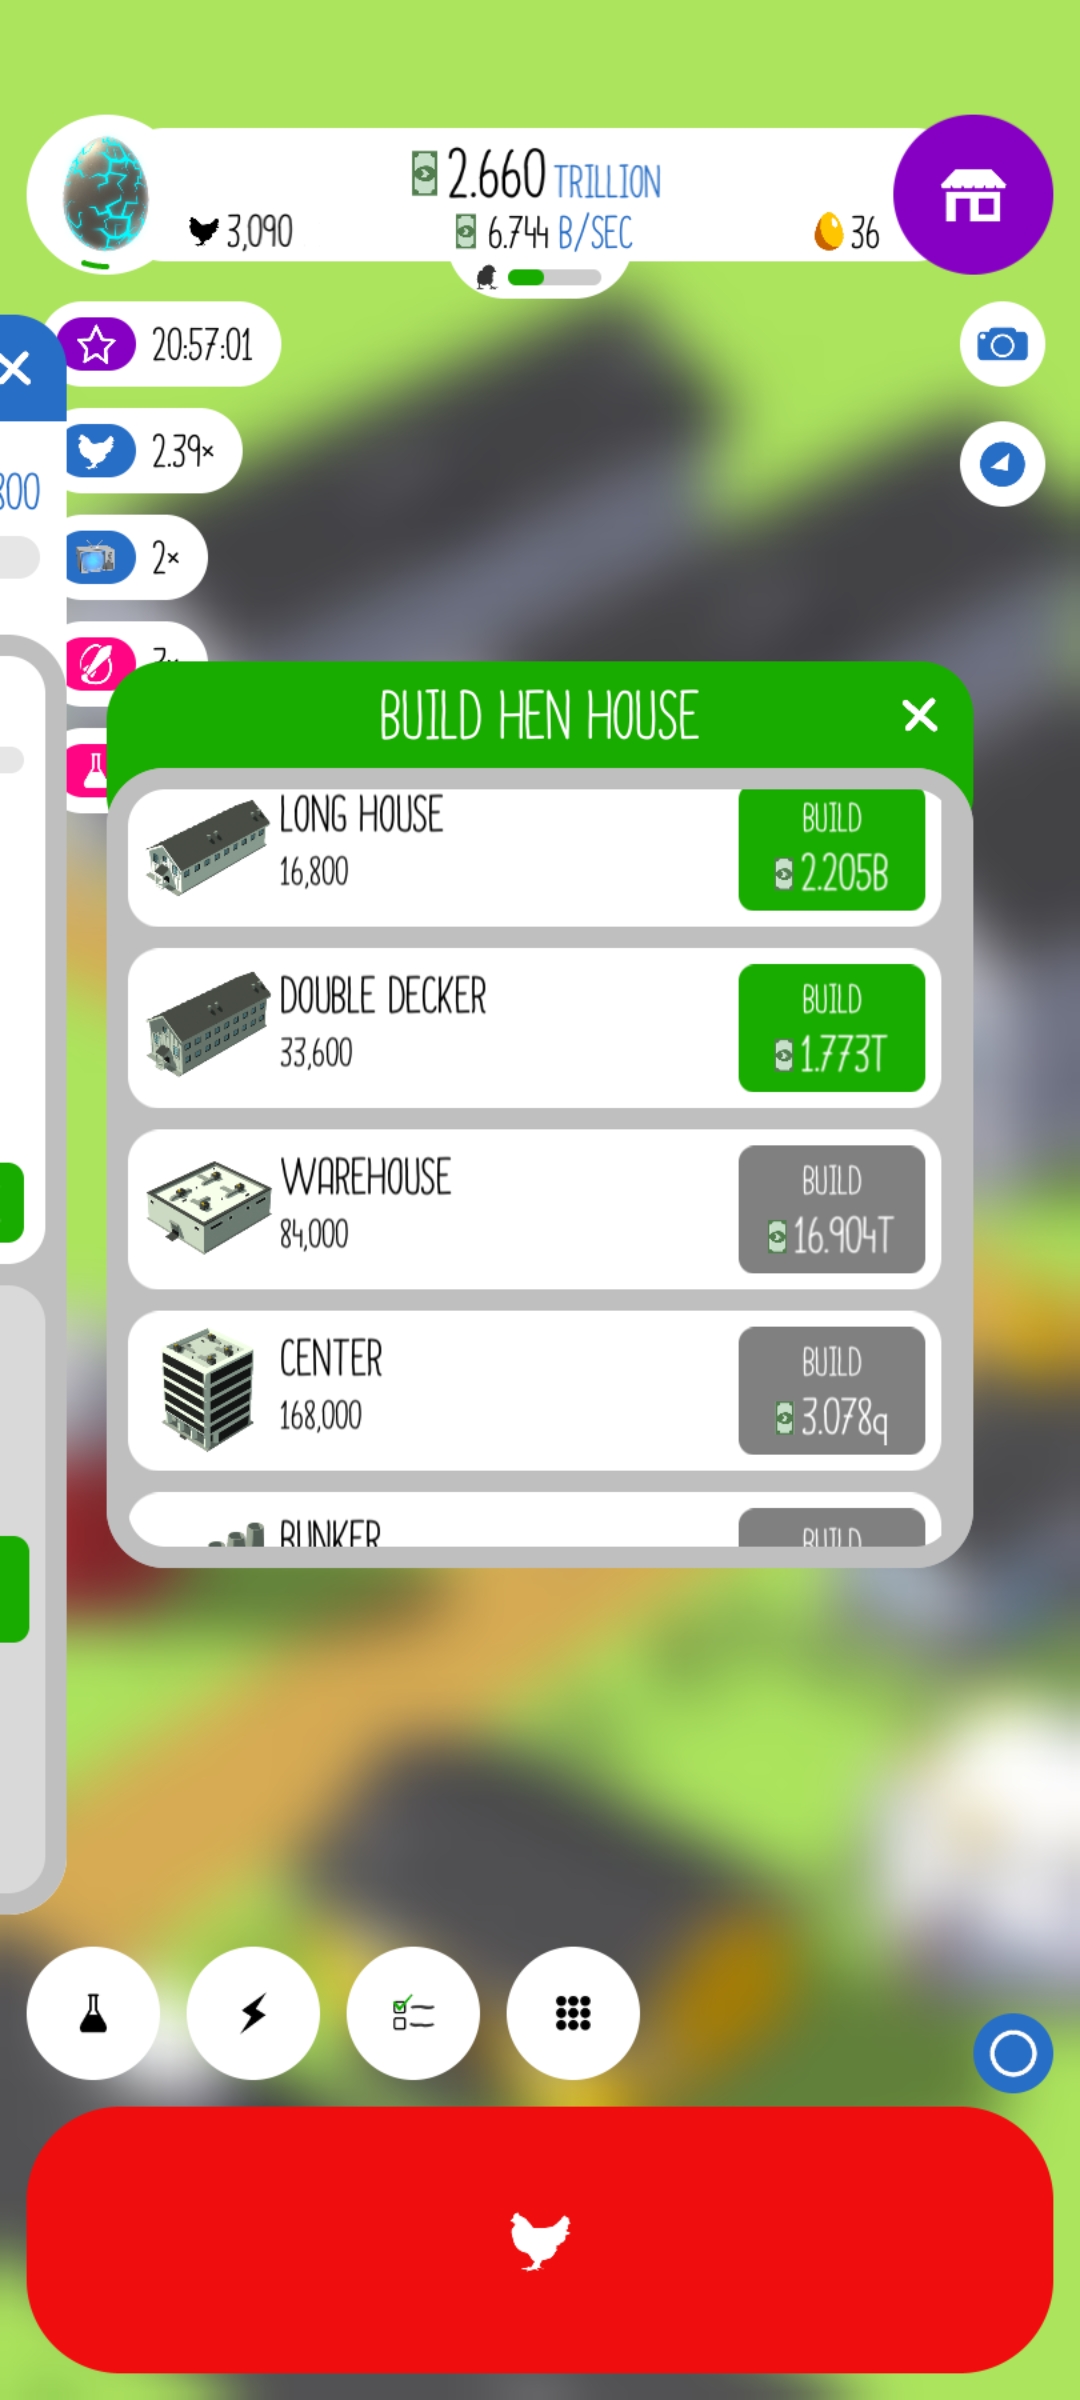 2.660 TRILLION
3,090
6.744 B/SEC
36
20:57:01
2.39×
2×
BUILD HEN HOUSE
LONG HOUSE
16,800
BUILD
2.205B
DOUBLE DECKER
33,600
BUILD
1.773T
WAREHOUSE
84,000
BUILD
16.904T
CENTER
168,000
BUILD
3.078q
BUNKER
BUILD